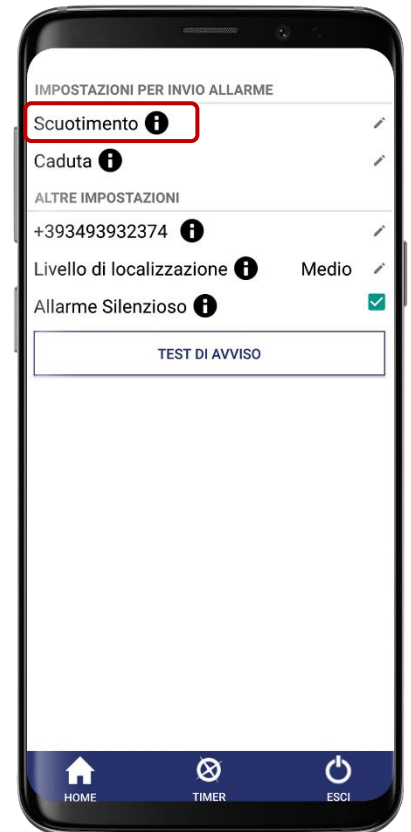 IMPOSTAZIONI PER INVIO ALLARME
Scuotimento
Caduta
ALTRE IMPOSTAZIONI
+393493932374
Livello di localizzazione Medio
Allarme Silenzioso
TEST DI AVVISO
HOME TIMER ESCI